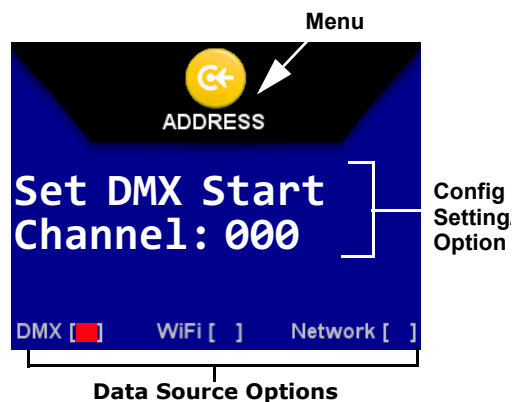 Menu
ADDRESS
Set DMX Start
Channel: 000
Config
Setting/
Option
DMX [ ] WiFi [ ] Network [ ]
Data Source Options